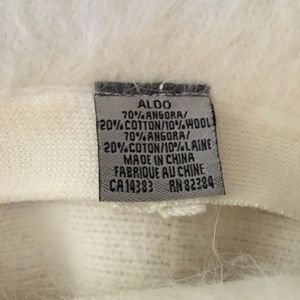 ALDO
70% ANGORA/
20% COTTON/10% WOOL
70% ANGORA/
20% COTON/10% LAINE
MADE IN CHINA
FABRIQUE AU CHINE
CA 14383 RN 82384